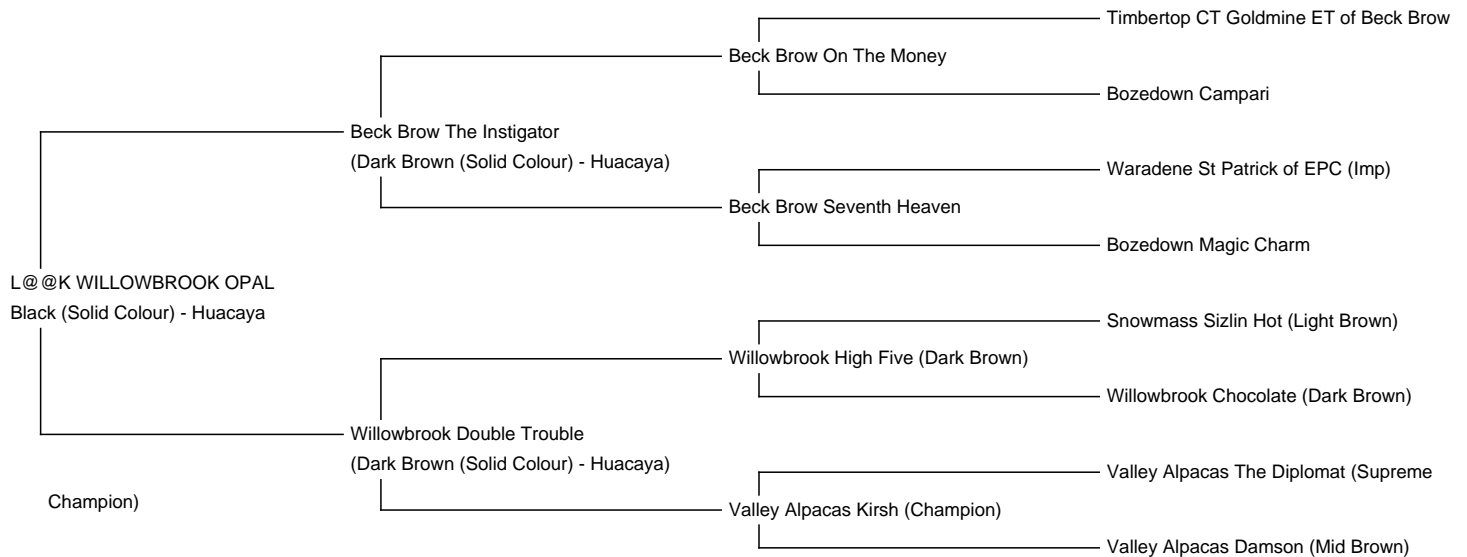 Timbertop CT Goldmine ET of Beck Brow
Beck Brow On The Money
Bozedown Campari
Beck Brow The Instigator
(Dark Brown (Solid Colour) - Huacaya)
Waradene St Patrick of EPC (Imp)
Beck Brow Seventh Heaven
Bozedown Magic Charm
L@@K WILLOWBROOK OPAL
Black (Solid Colour) - Huacaya
Snowmass Sizlin Hot (Light Brown)
Willowbrook High Five (Dark Brown)
Willowbrook Chocolate (Dark Brown)
Willowbrook Double Trouble
(Dark Brown (Solid Colour) - Huacaya)
Valley Alpacas The Diplomat (Supreme
Champion)
Valley Alpacas Kirsh (Champion)
Valley Alpacas Damson (Mid Brown)